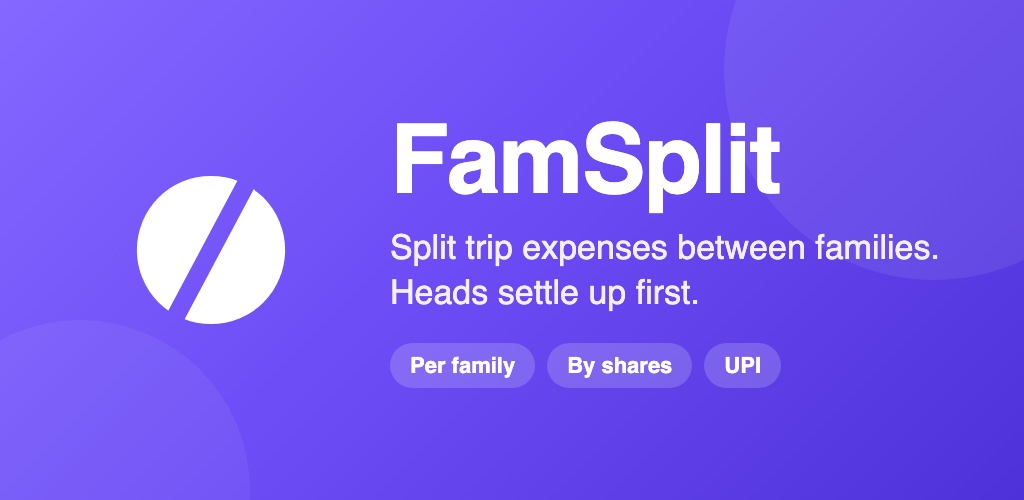 FamSplit
Split trip expenses between families.
Heads settle up first.
Per family By shares UPI